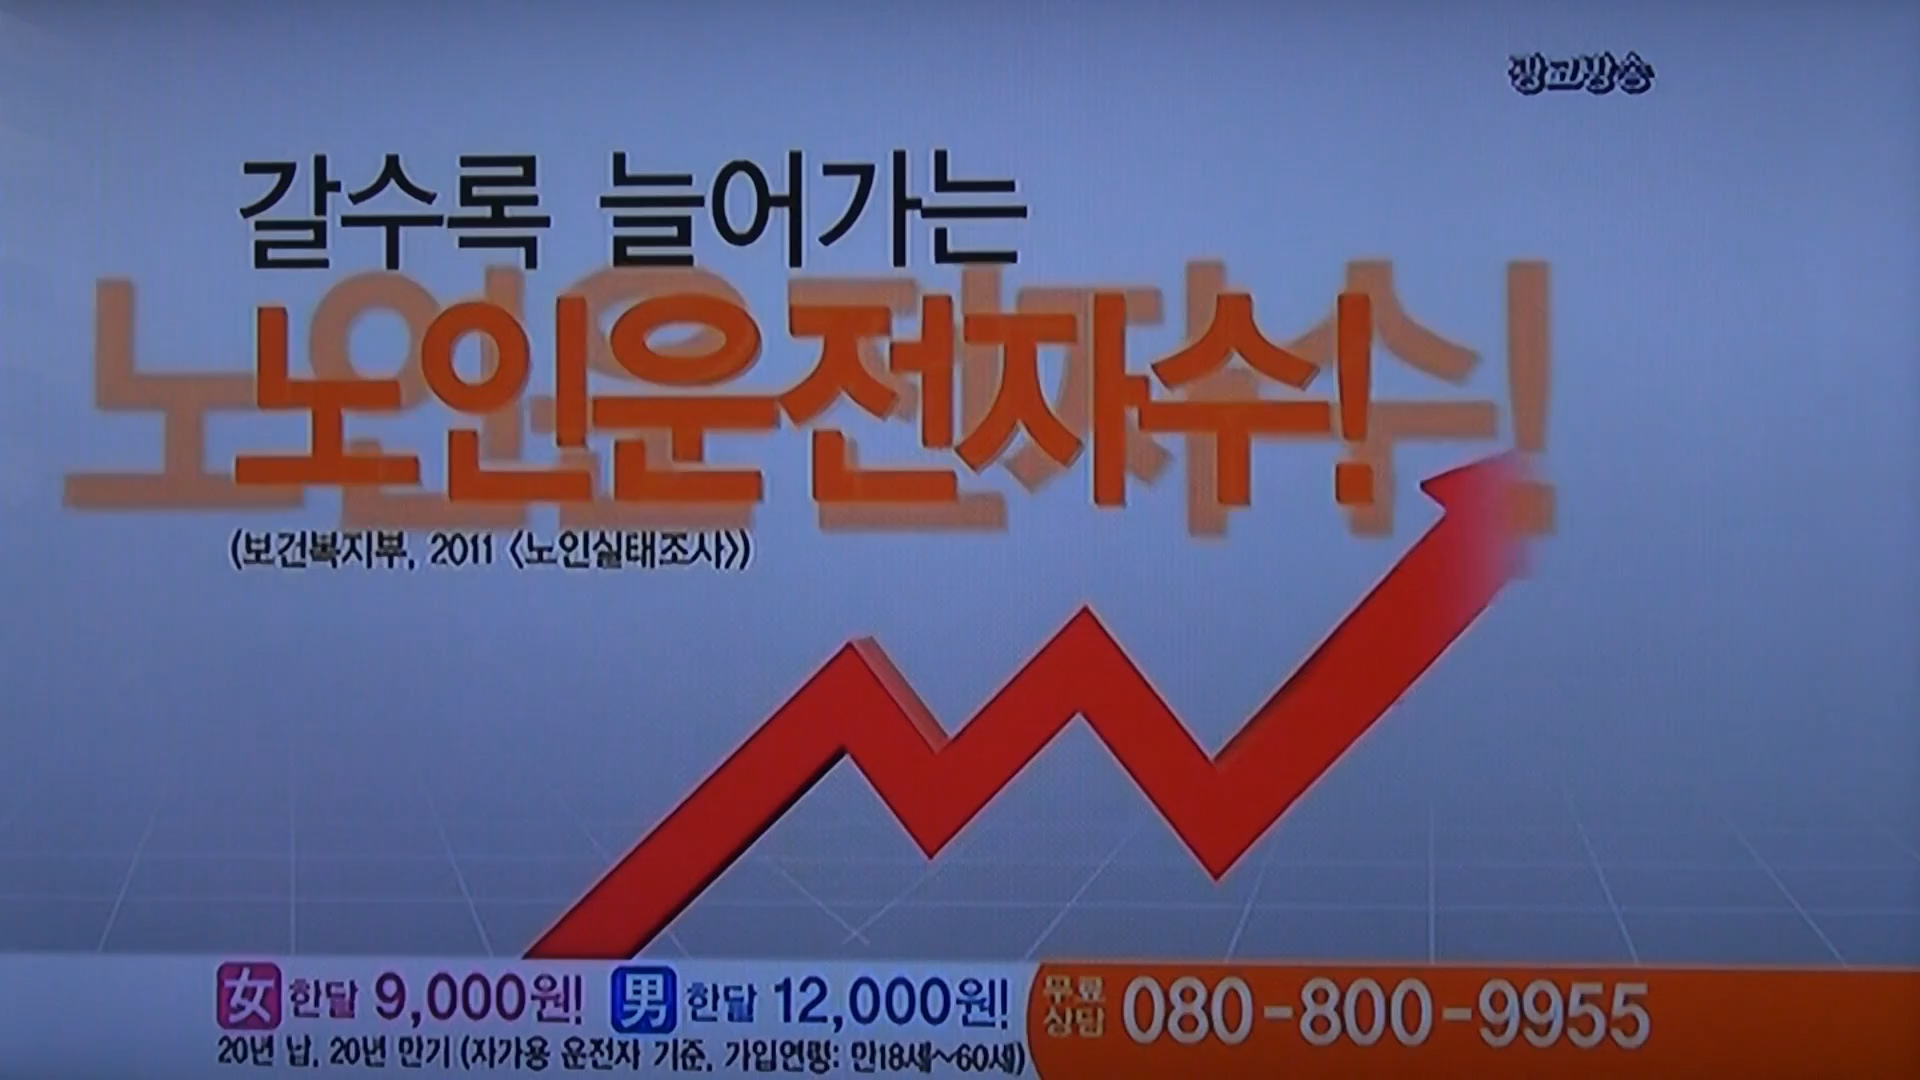 광고방송
갈수록 늘어가는
노인운전자수!
(보건복지부, 2011 <노인실태조사>)
女 한달 9,000원! 男 한달 12,000원!
20년 납, 20년 만기 (자가용 운전자 기준, 가입연령: 만18세~60세)
무료상담 080-800-9955